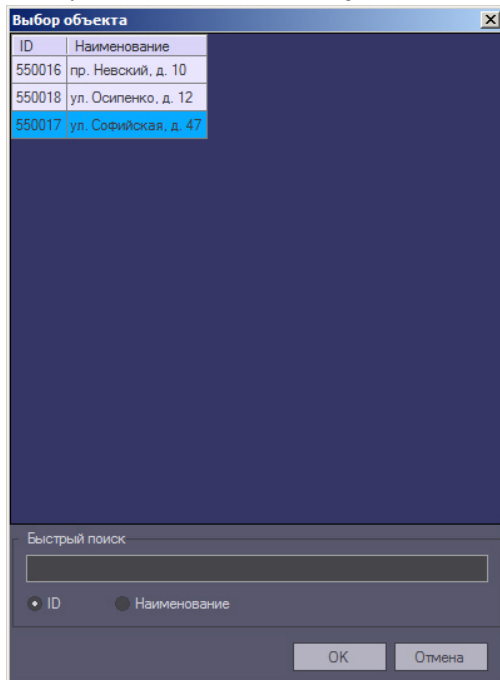 Выбор объекта
ID Наименование
550016 пр. Невский, д. 10
550018 ул. Осипенко, д. 12
550017 ул. Софийская, д. 47
Быстрый поиск
ID Наименование
OK Отмена